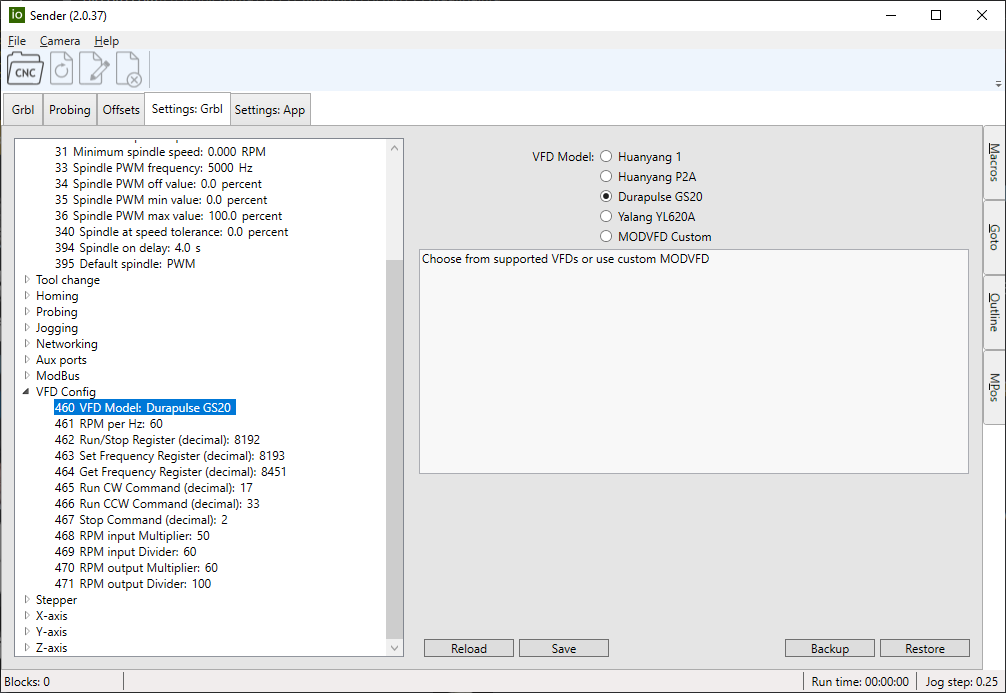 iO Sender (2.0.37)
File Camera Help
CNC
Grbl Probing Offsets Settings: Grbl Settings: App
31 Minimum spindle speed: 0.000 RPM
33 Spindle PWM frequency: 5000 Hz
34 Spindle PWM off value: 0.0 percent
35 Spindle PWM min value: 0.0 percent
36 Spindle PWM max value: 100.0 percent
340 Spindle at speed tolerance: 0.0 percent
394 Spindle on delay: 4.0 s
395 Default spindle: PWM
Tool change
Homing
Probing
Jogging
Networking
Aux ports
ModBus
VFD Config
460 VFD Model: Durapulse GS20
461 RPM per Hz: 60
462 Run/Stop Register (decimal): 8192
463 Set Frequency Register (decimal): 8193
464 Get Frequency Register (decimal): 8451
465 Run CW Command (decimal): 17
466 Run CCW Command (decimal): 33
467 Stop Command (decimal): 2
468 RPM input Multiplier: 50
469 RPM input Divider: 60
470 RPM output Multiplier: 60
471 RPM output Divider: 100
Stepper
X-axis
Y-axis
Z-axis
VFD Model: Huanyang 1
Huanyang P2A
Durapulse GS20
Yalang YL620A
MODVFD Custom
Choose from supported VFDs or use custom MODVFD
Reload Save Backup Restore
Macros
Goto
Outline
MPos
Blocks: 0 Run time: 00:00:00 Jog step: 0.25